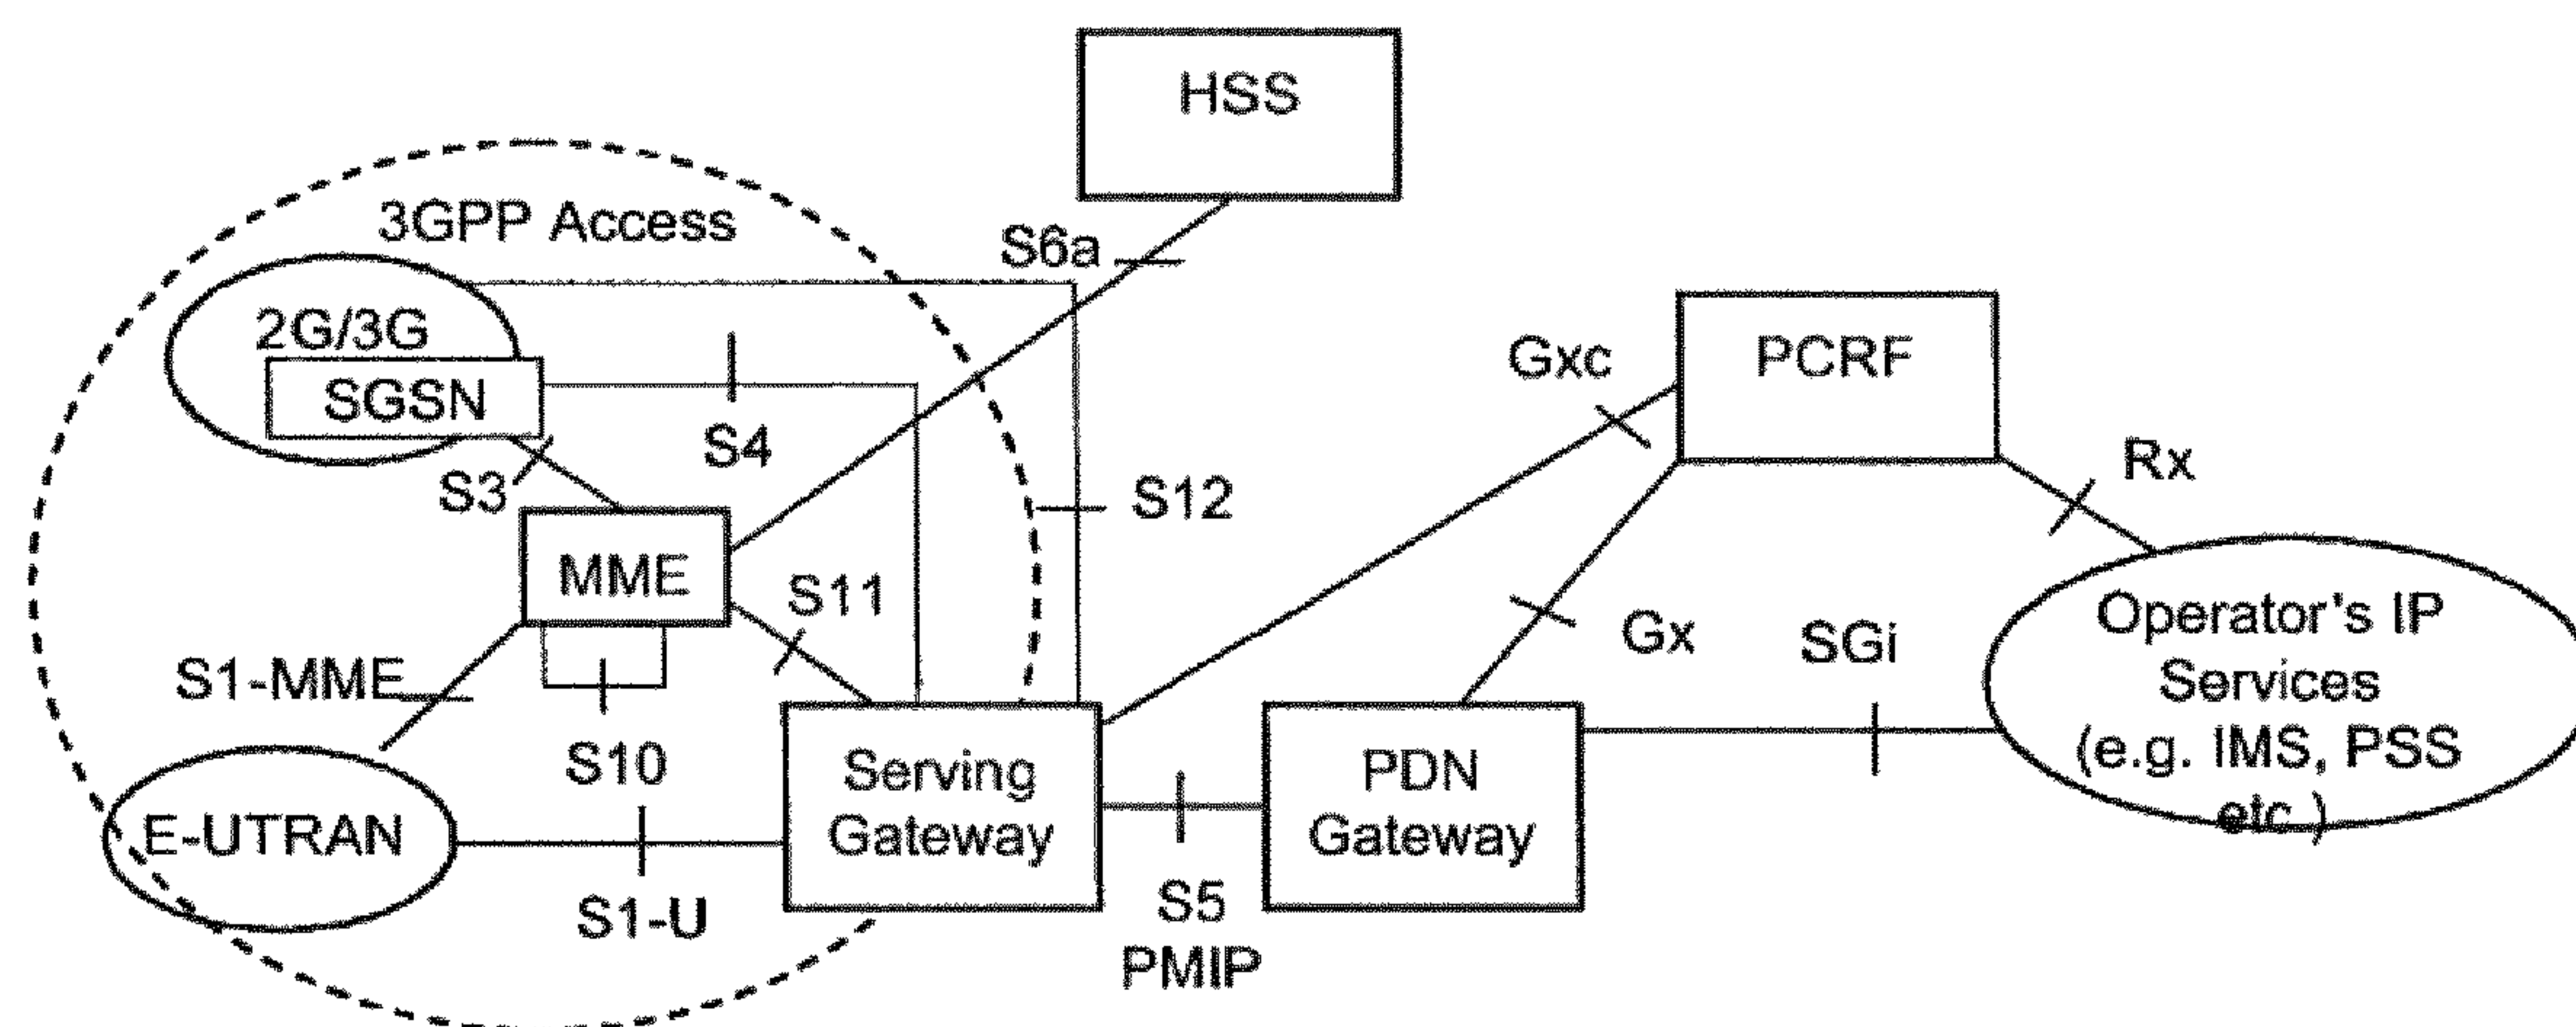 HSS
3GPP Access
S6a
2G/3G
SGSN
S4
S3
S12
MME
S11
S1-MME
S10
E-UTRAN
S1-U
Serving
Gateway
S5
PMIP
PDN
Gateway
Gxc
PCRF
Rx
Gx
SGi
Operator's IP
Services
(e.g. IMS, PSS
etc.)